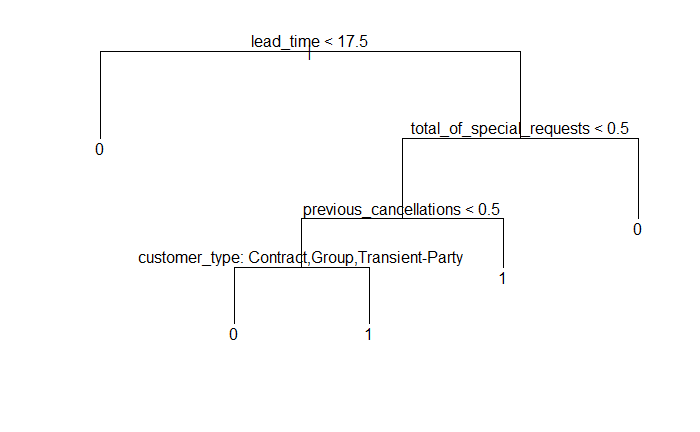 lead_time < 17.5
total_of_special_requests < 0.5
0
previous_cancellations < 0.5
0
customer_type: Contract,Group,Transient-Party
1
0
1